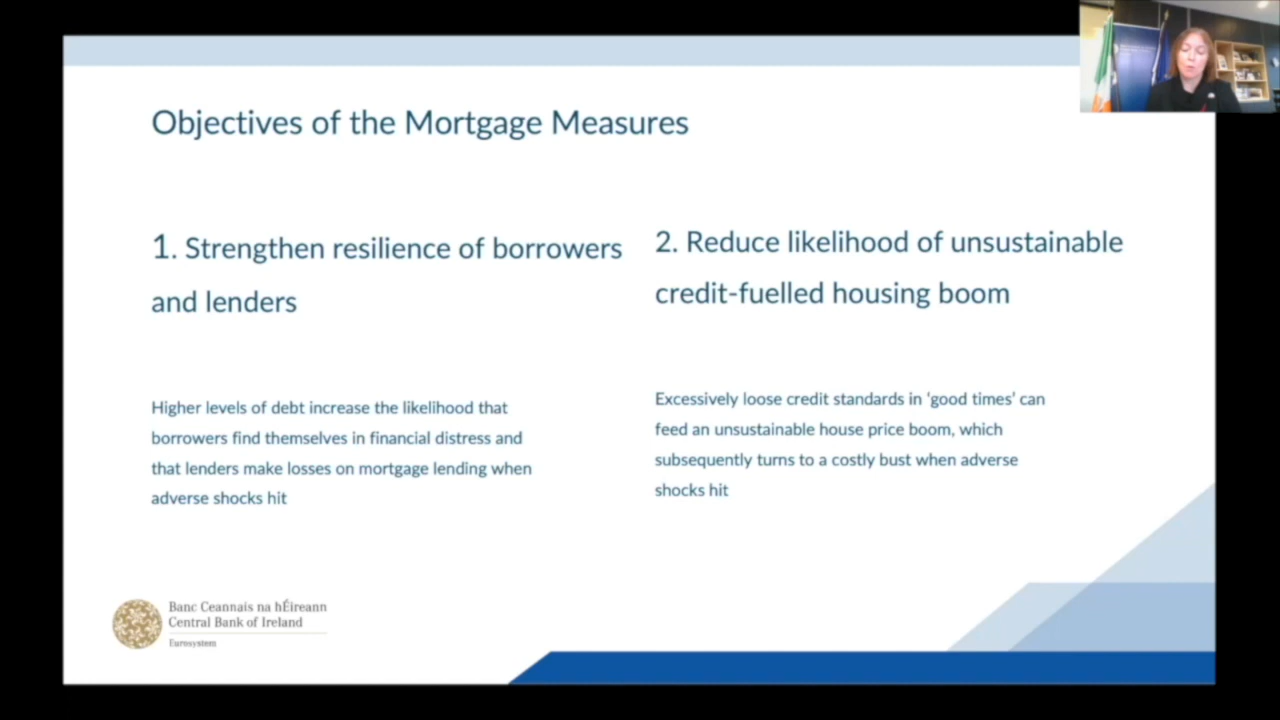 Objectives of the Mortgage Measures
1. Strengthen resilience of borrowers
and lenders
Higher levels of debt increase the likelihood that
borrowers find themselves in financial distress and
that lenders make losses on mortgage lending when
adverse shocks hit
2. Reduce likelihood of unsustainable
credit-fuelled housing boom
Excessively loose credit standards in ‘good times’ can
feed an unsustainable house price boom, which
subsequently turns to a costly bust when adverse
shocks hit
Banc Ceannais na hÉireann
Central Bank of Ireland
Eurosystem